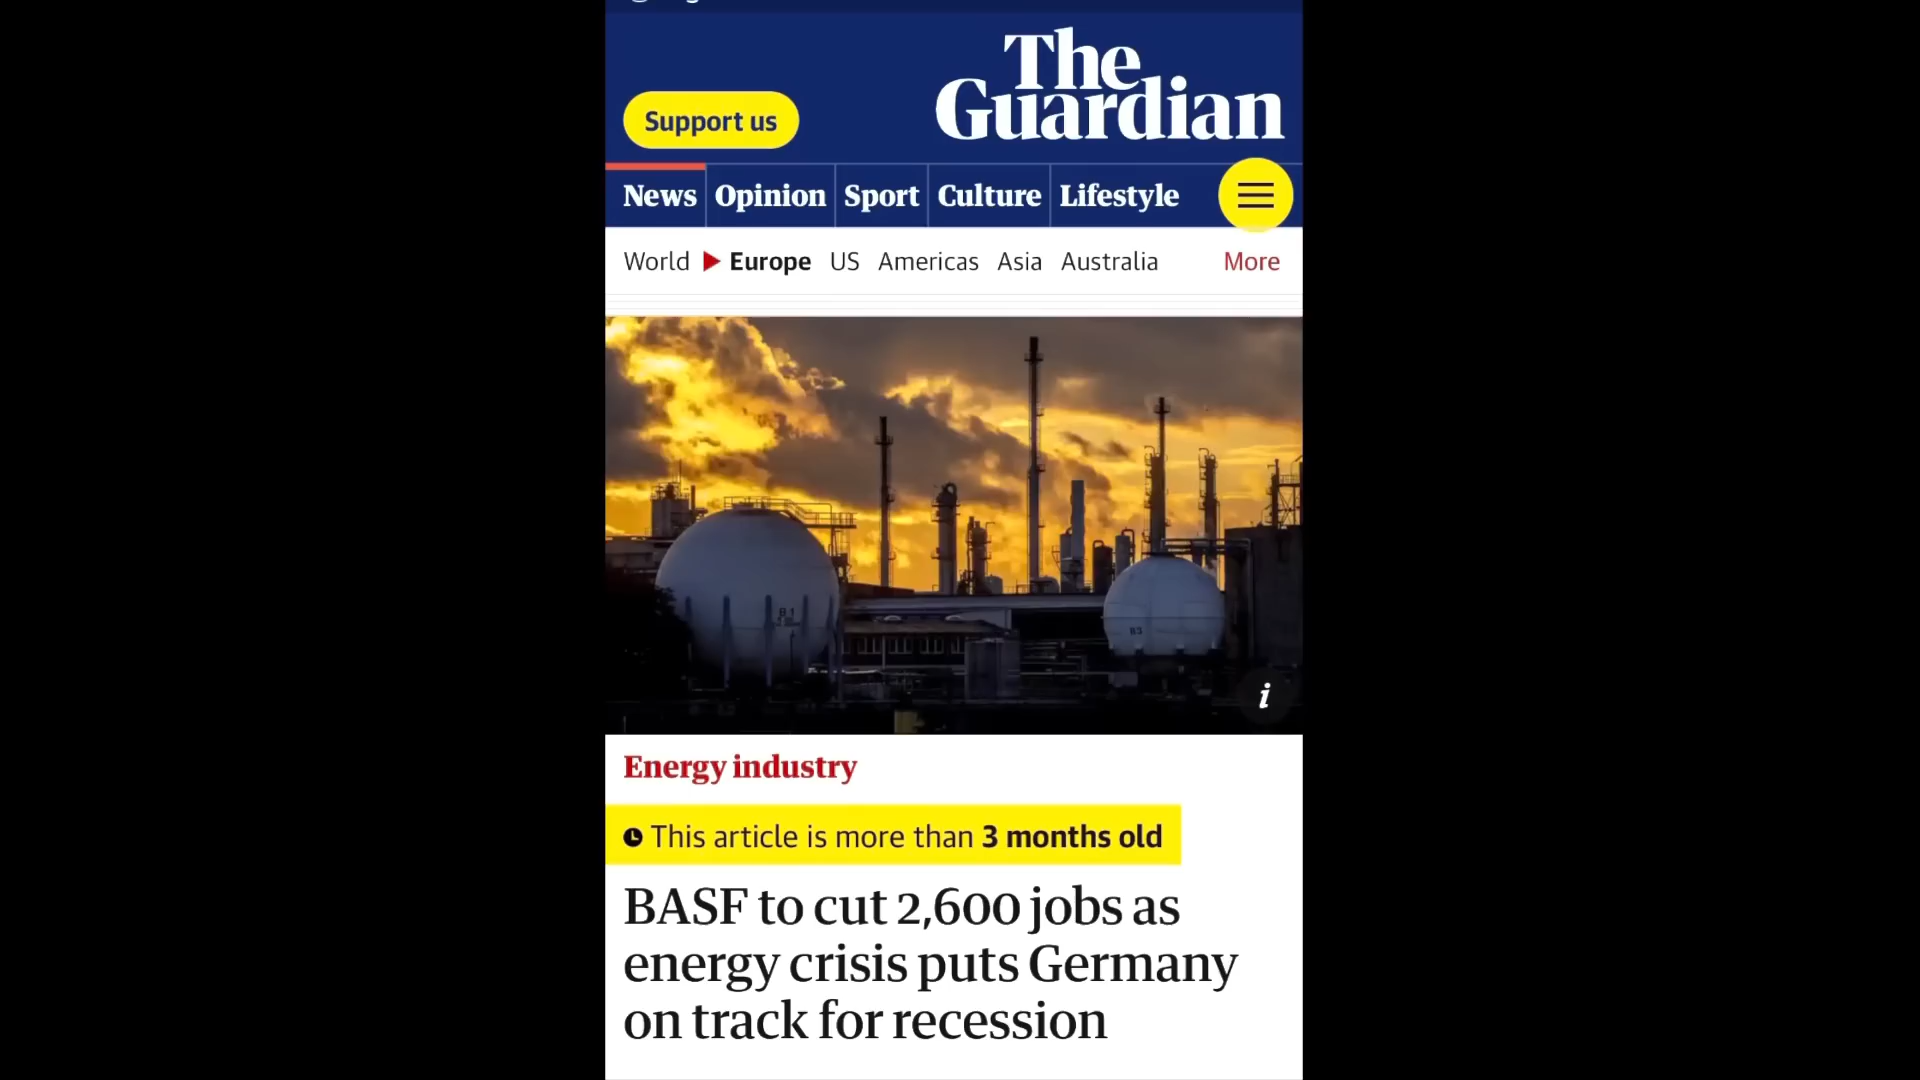 The
Guardian
Support us
News Opinion Sport Culture Lifestyle
World Europe US Americas Asia Australia More
B1
B3
i
Energy industry
This article is more than 3 months old
BASF to cut 2,600 jobs as
energy crisis puts Germany
on track for recession